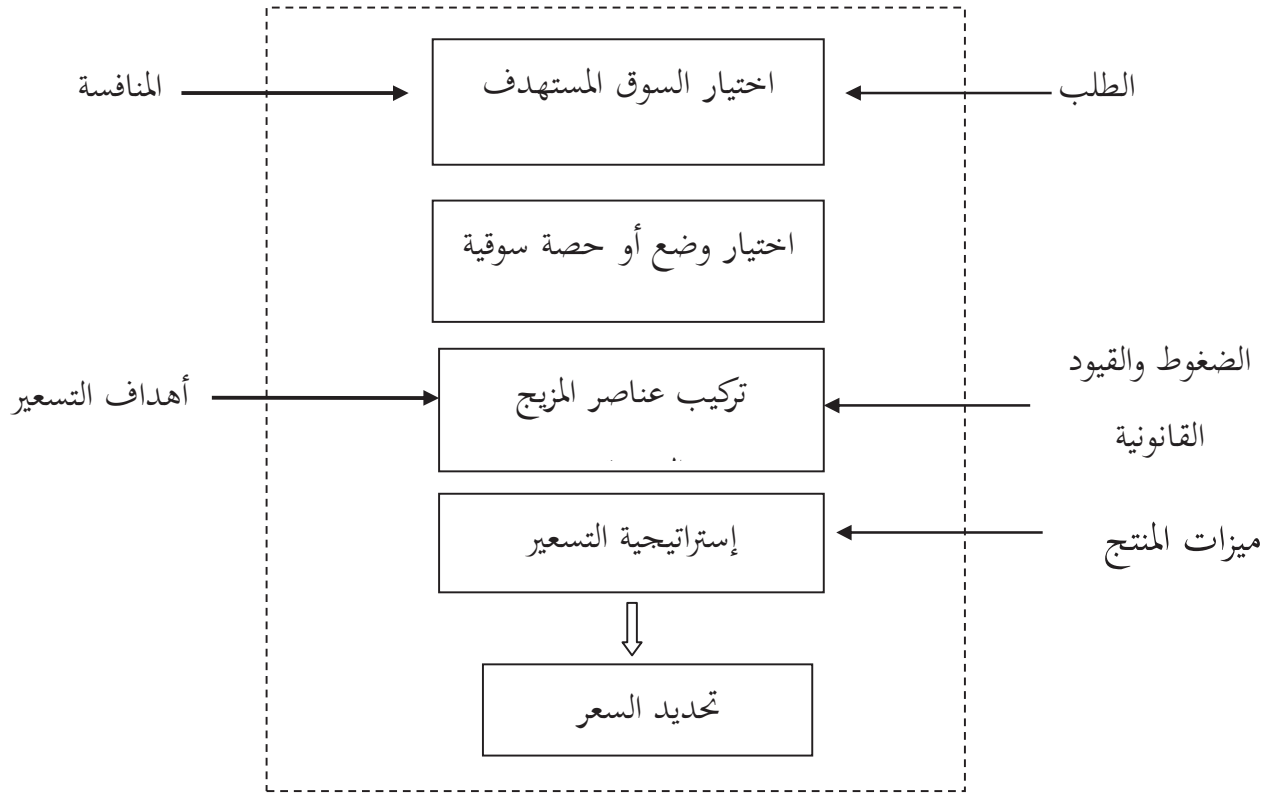 اختيار السوق المستهدف
الطلب
المنافسة
اختيار وضع أو حصة سوقية
الضغوط والقيود
القانونية
تركيب عناصر المزيج
أهداف التسعير
إستراتيجية التسعير
ميزات المنتج
تحديد السعر